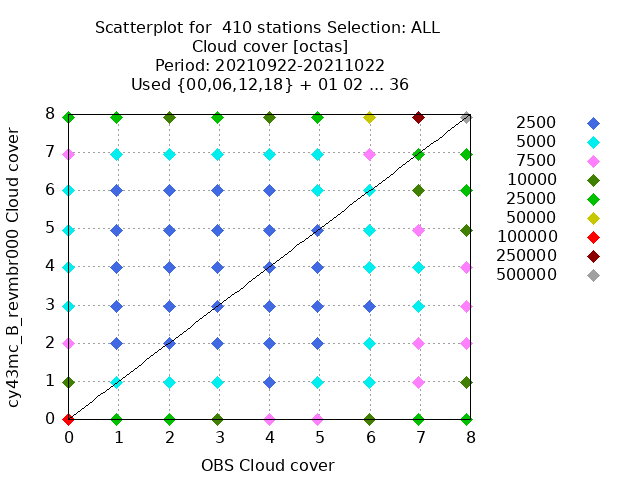 Scatterplot for  410 stations Selection: ALL
Cloud cover [octas]
Period: 20210922-20211022
Used {00,06,12,18} + 01 02 ... 36
cy43mc_B_revmbr000 Cloud cover
8
7
6
5
4
3
2
1
0
0 1 2 3 4 5 6 7 8
OBS Cloud cover
2500
5000
7500
10000
25000
50000
100000
250000
500000